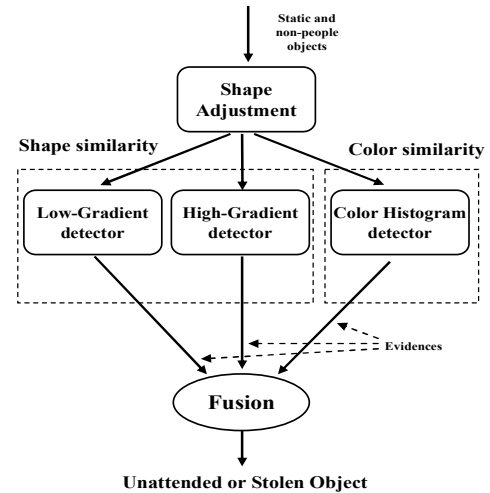 Static and
non-people
objects
Shape
Adjustment
Shape similarity
Color similarity
Low-Gradient
detector
High-Gradient
detector
Color Histogram
detector
Evidences
Fusion
Unattended or Stolen Object